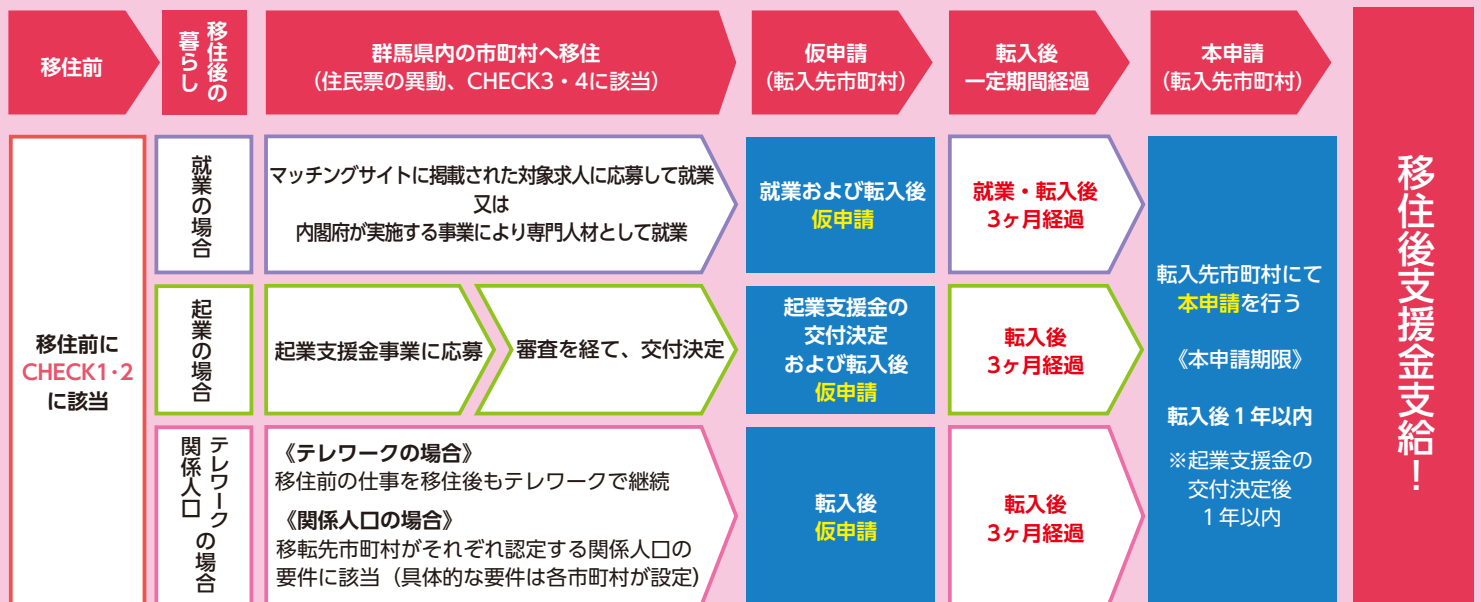 移住前
移住後の
暮らし
群馬県内の市町村へ移住
（住民票の異動、CHECK3・4に該当）
仮申請
（転入先市町村）
転入後
一定期間経過
本申請
（転入先市町村）
移住後支援金支給！
移住前に
CHECK1・2
に該当
就業の場合
マッチングサイトに掲載された対象求人に応募して就業
又は
内閣府が実施する事業により専門人材として就業
就業および転入後
仮申請
就業・転入後
3ヶ月経過
起業の場合
起業支援金事業に応募
審査を経て、交付決定
起業支援金の
交付決定
および転入後
仮申請
転入後
3ヶ月経過
テレワーク
関係人口
の場合
《テレワークの場合》
移住前の仕事を移住後もテレワークで継続
《関係人口の場合》
移転先市町村がそれぞれ認定する関係人口の
要件に該当（具体的な要件は各市町村が設定）
転入後
仮申請
転入後
3ヶ月経過
転入先市町村にて
本申請を行う
《本申請期限》
転入後１年以内
※起業支援金の
交付決定後
１年以内